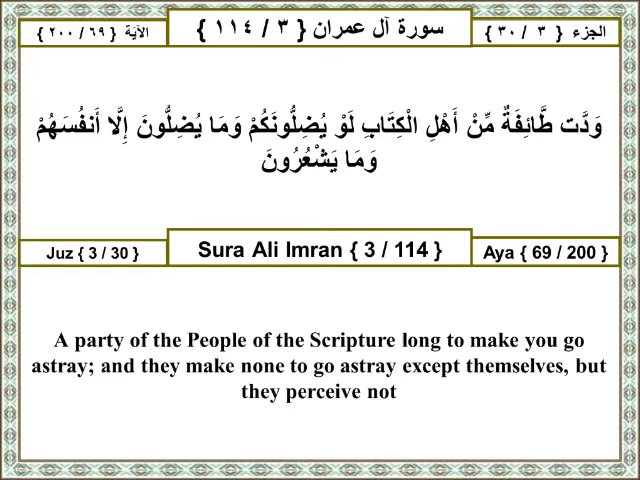 الجزء { ٣ / ٣٠ } سورة آل عمران { ٣ / ١١٤ } الآية { ٦٩ / ٢٠٠ }
وَدَّت طَّائِفَةٌ مِّنْ أَهْلِ الْكِتَابِ لَوْ يُضِلُّونَكُمْ وَمَا يُضِلُّونَ إِلَّا أَنفُسَهُمْ
وَمَا يَشْعُرُونَ
Juz { 3 / 30 } Sura Ali Imran { 3 / 114 } Aya { 69 / 200 }
A party of the People of the Scripture long to make you go
astray; and they make none to go astray except themselves, but
they perceive not